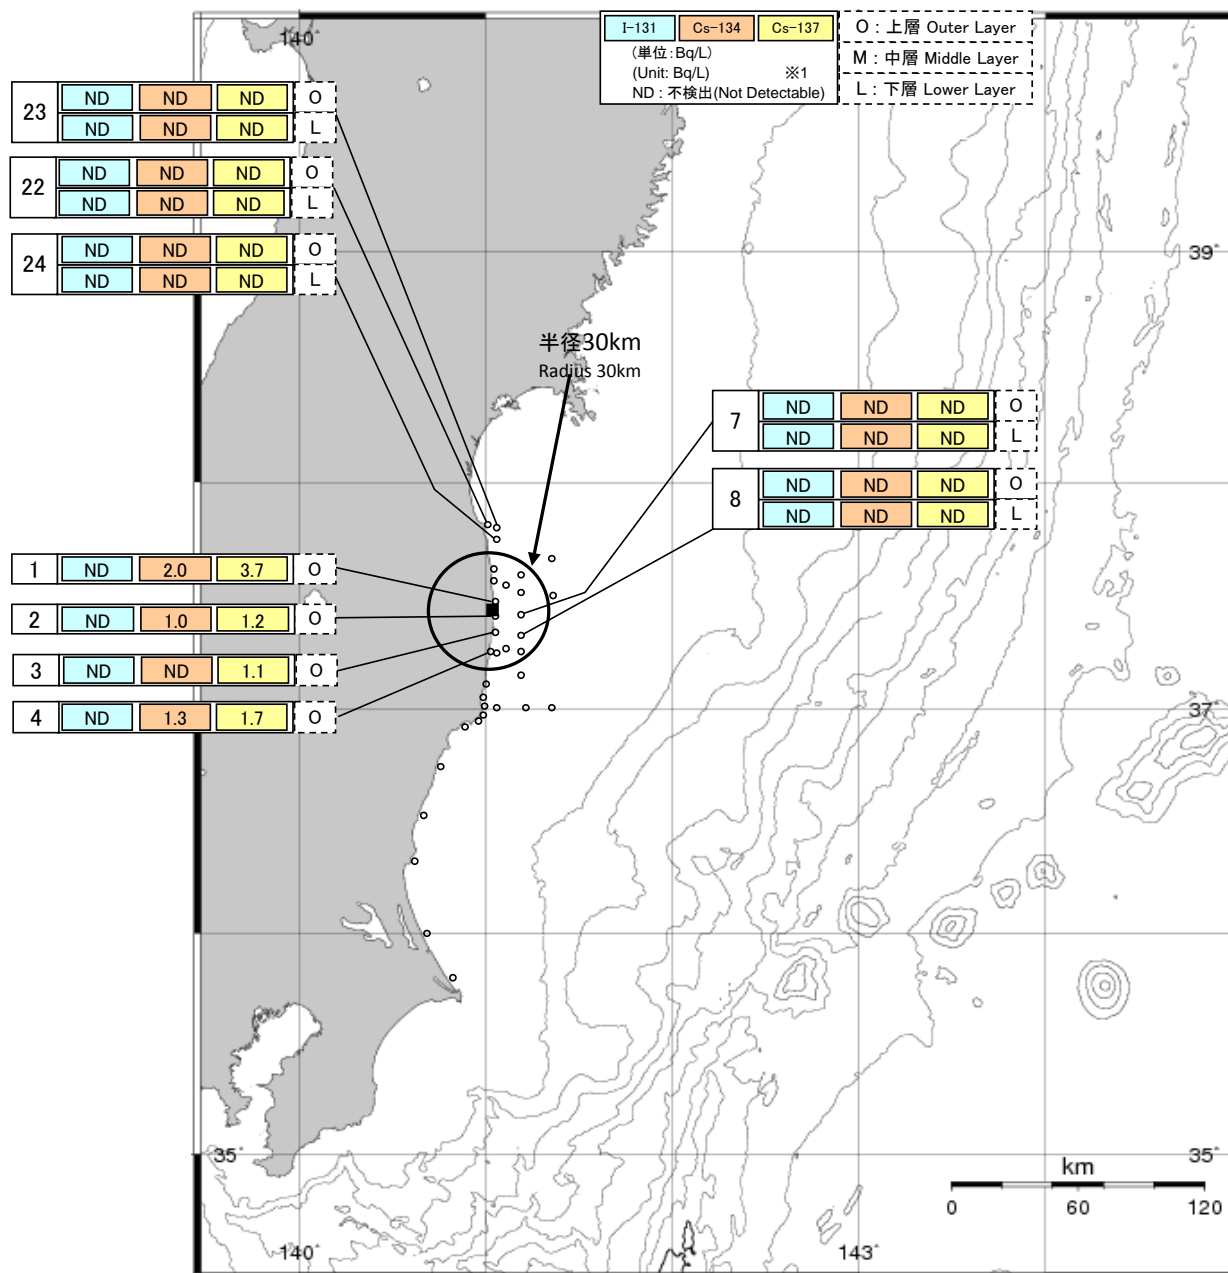 140°
I-131 Cs-134 Cs-137
(単位:Bq/L)
(Unit: Bq/L) ※1
ND : 不検出(Not Detectable)
O : 上層 Outer Layer
M : 中層 Middle Layer
L : 下層 Lower Layer
23
ND ND ND O
ND ND ND L
22
ND ND ND O
ND ND ND L
24
ND ND ND O
ND ND ND L
39°
半径30km
Radius 30km
7
ND ND ND O
ND ND ND L
8
ND ND ND O
ND ND ND L
1 ND 2.0 3.7 O
2 ND 1.0 1.2 O
3 ND ND 1.1 O
4 ND 1.3 1.7 O
37°
35°
35°
km
0 60 120
140°
143°